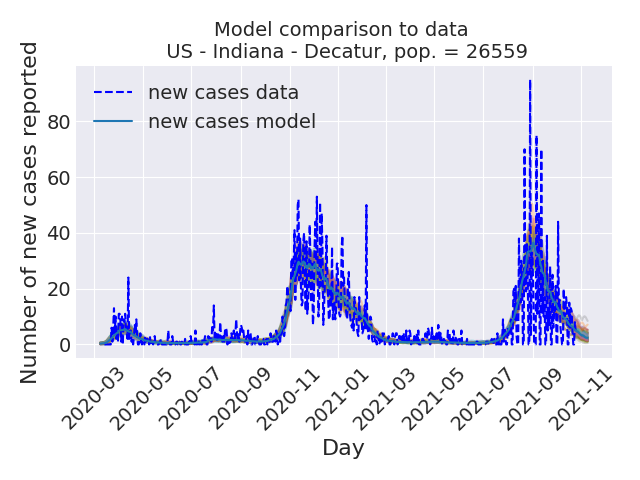 Model comparison to data
US - Indiana - Decatur, pop. = 26559
new cases data
new cases model
Number of new cases reported
80
60
40
20
0
2020-03
2020-05
2020-07
2020-09
2020-11
2021-01
2021-03
2021-05
2021-07
2021-09
2021-11
Day